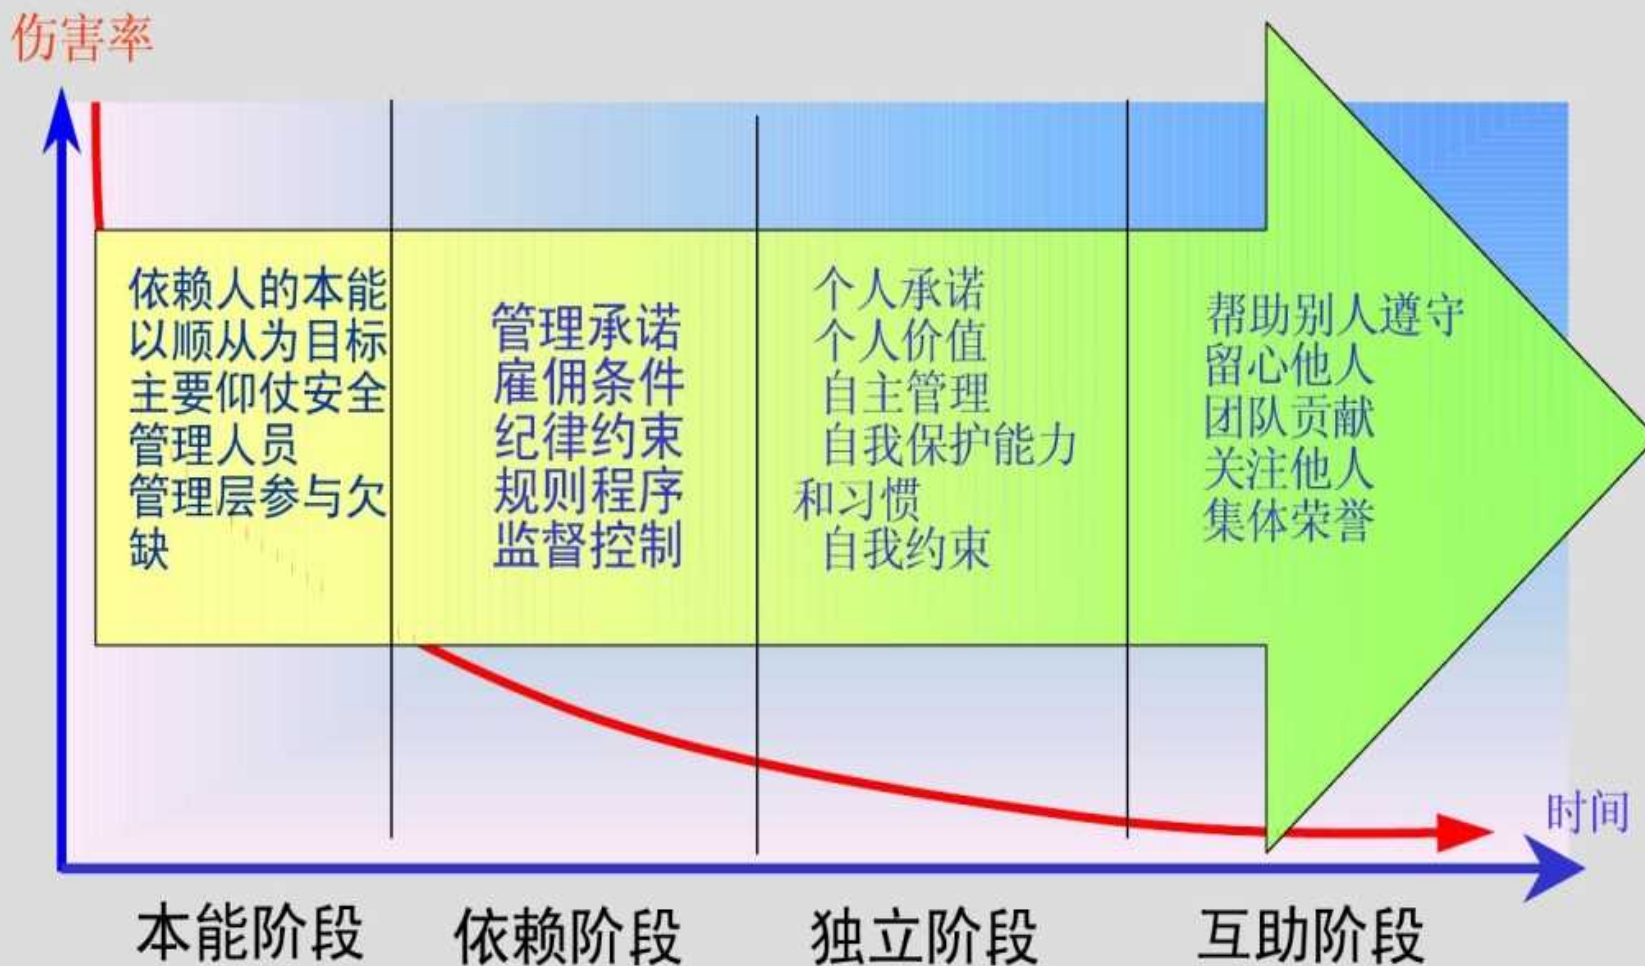 伤害率
依赖人的本能
以顺从为目标
主要仰仗安全
管理人员
管理层参与欠
缺
管理承诺
雇佣条件
纪律约束
规则程序
监督控制
个人承诺
个人价值
自主管理
自我保护能力
和习惯
自我约束
帮助别人遵守
留心他人
团队贡献
关注他人
集体荣誉
时间
本能阶段
依赖阶段
独立阶段
互助阶段